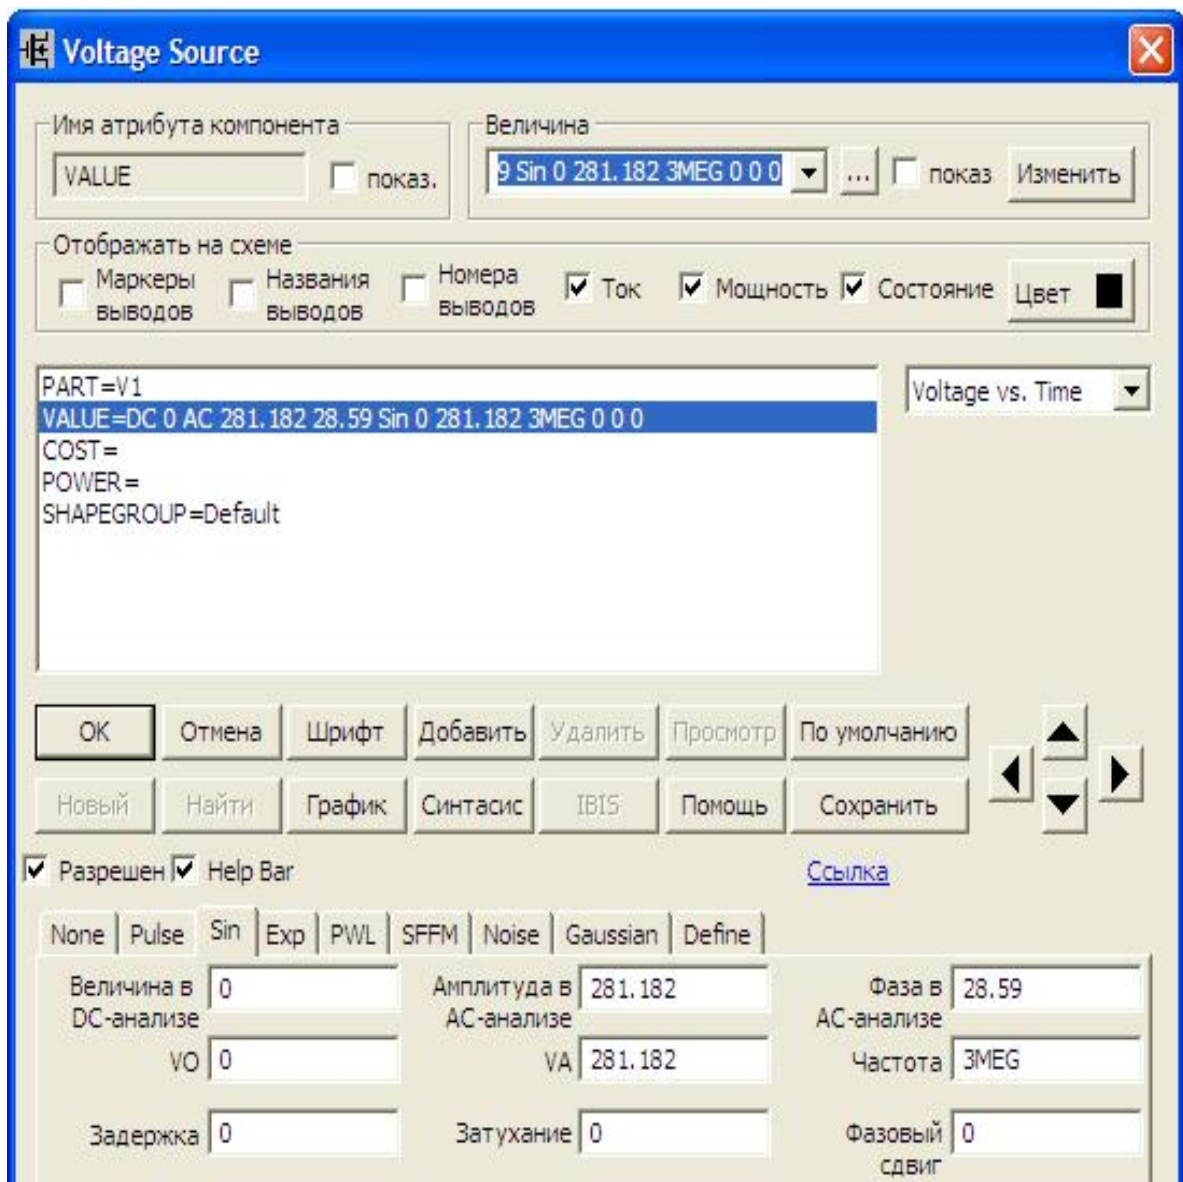 Voltage Source
Имя атрибута компонента
Величина
VALUE
показ.
9 Sin 0 281.182 3MEG 0 0 0
...
показ
Изменить
Отображать на схеме
Маркеры
выводов
Названия
выводов
Номера
выводов
Ток
Мощность
Состояние
Цвет
PART=V1
VALUE=DC 0 AC 281.182 28.59 Sin 0 281.182 3MEG 0 0 0
COST=
POWER=
SHAPEGROUP=Default
Voltage vs. Time
OK
Отмена
Шрифт
Добавить
Удалить
Просмотр
По умолчанию
Новый
Найти
График
Синтасис
IBIS
Помощь
Сохранить
Разрешен
Help Bar
Ссылка
None
Pulse
Sin
Exp
PWL
SFFM
Noise
Gaussian
Define
Величина в
DC-анализе
0
Амплитуда в
AC-анализе
281.182
Фаза в
AC-анализе
28.59
VO
0
VA
281.182
Частота
3MEG
Задержка
0
Затухание
0
Фазовый
сдвиг
0